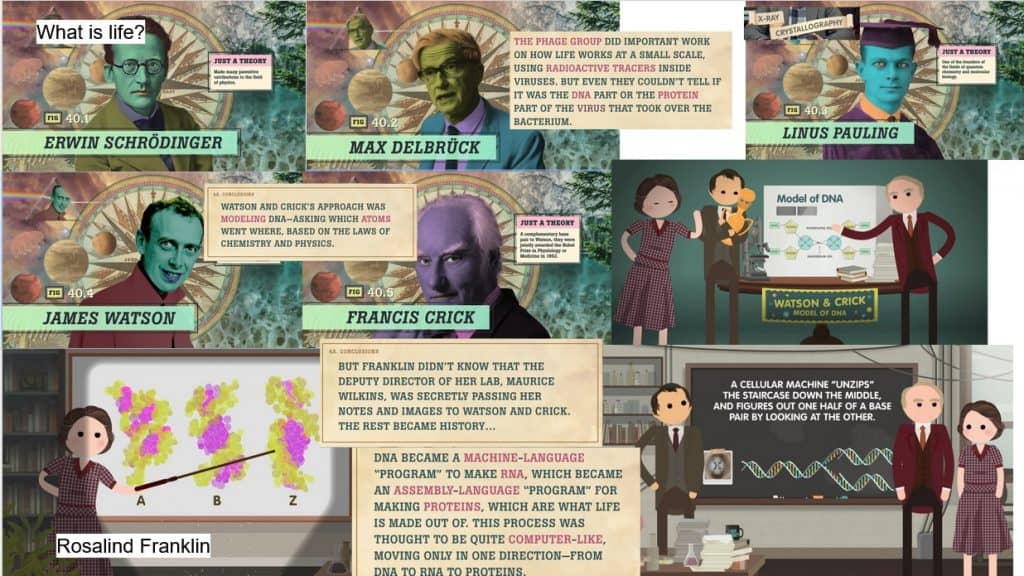 What is life?
JUST A THEORY
Made many parentive
contributions to the field
of physics.
FIG 40.1
ERWIN SCHRÖDINGER
FIG 40.2
MAX DELBRÜCK
THE PHAGE GROUP DID IMPORTANT WORK
ON HOW LIFE WORKS AT A SMALL SCALE,
USING RADIOACTIVE TRACERS INSIDE
VIRUSES. BUT EVEN THEY COULDN'T TELL IF
IT WAS THE DNA PART OR THE PROTEIN
PART OF THE VIRUS THAT TOOK OVER THE
BACTERIUM.
X-RAY
CRYSTALLOGRAPHY
JUST A THEORY
One of the founders of
the fields of quantum
chemistry and molecular
biology.
FIG 40.3
LINUS PAULING
4A. CONCLUSIONS
WATSON AND CRICK'S APPROACH WAS
MODELING DNA—ASKING WHICH ATOMS
WENT WHERE, BASED ON THE LAWS OF
CHEMISTRY AND PHYSICS.
FIG 40.4
JAMES WATSON
JUST A THEORY
A complementary base
pair to Watson, they were
jointly awarded the Nobel
Prize in Physiology or
Medicine in 1962.
FIG 40.5
FRANCIS CRICK
Model of DNA
WATSON & CRICK
MODEL OF DNA
A
B
Z
Rosalind Franklin
4A. CONCLUSIONS
BUT FRANKLIN DIDN'T KNOW THAT THE
DEPUTY DIRECTOR OF HER LAB, MAURICE
WILKINS, WAS SECRETLY PASSING HER
NOTES AND IMAGES TO WATSON AND CRICK.
THE REST BECAME HISTORY...
DNA BECAME A MACHINE-LANGUAGE
"PROGRAM" TO MAKE RNA, WHICH BECAME
AN ASSEMBLY-LANGUAGE "PROGRAM" FOR
MAKING PROTEINS, WHICH ARE WHAT LIFE
IS MADE OUT OF. THIS PROCESS WAS
THOUGHT TO BE QUITE COMPUTER-LIKE,
MOVING ONLY IN ONE DIRECTION—FROM
DNA TO RNA TO PROTEINS.
A CELLULAR MACHINE "UNZIPS"
THE STAIRCASE DOWN THE MIDDLE,
AND FIGURES OUT ONE HALF OF A BASE
PAIR BY LOOKING AT THE OTHER.